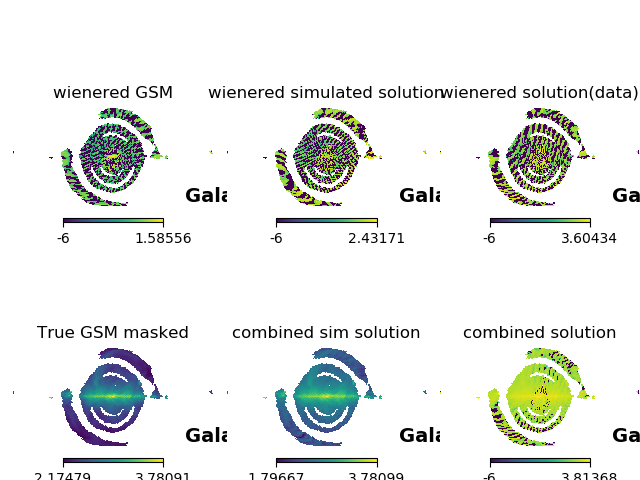 wienered GSM
wienered simulated solution
wienered solution(data)
Gala
Gala
Ga
-6 1.58556
-6 2.43171
-6 3.60434
True GSM masked
combined sim solution
combined solution
Gala
Gala
Ga
2.17479 3.78091
1.79667 3.78099
-6 3.81368